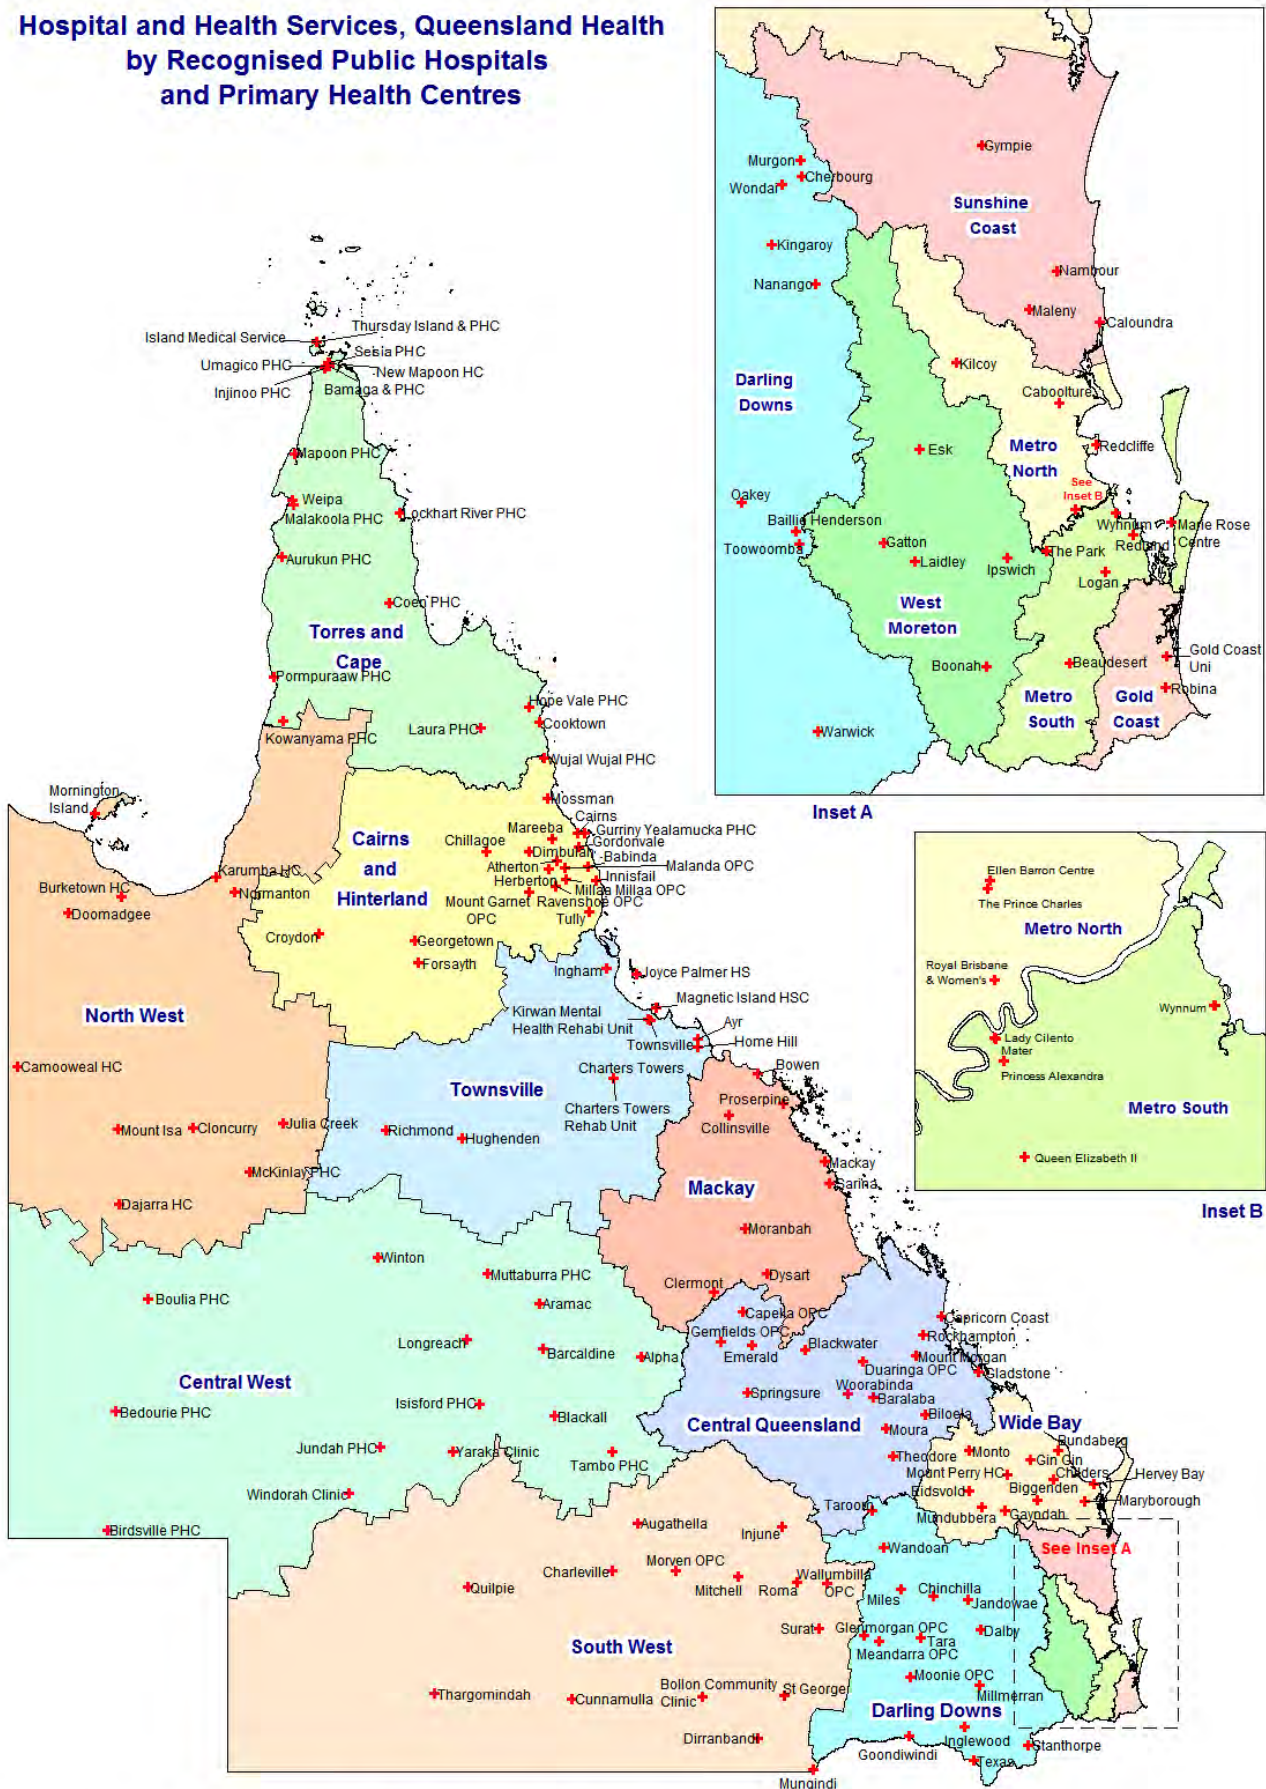 Hospital and Health Services, Queensland Health
by Recognised Public Hospitals
and Primary Health Centres
Gympie
Murgon
Cherbourg
Wondai
Sunshine
Coast
Kingaroy
Nambour
Nanango
Maleny
Caloundra
Kilcoy
Darling
Downs
Caboolture
Metro
North
Redcliffe
Esk
See
Inset B
Oakey
Baillie Henderson
Toowoomba
Wynnum
Redland
Marie Rose
Centre
Gatton
Laidley
Ipswich
The Park
Logan
West
Moreton
Boonah
Beaudesert
Gold Coast
Uni
Robina
Metro
South
Gold
Coast
Warwick
Inset A
Thursday Island & PHC
Island Medical Service
Seisia PHC
Umagico PHC
New Mapoon HC
Injinoo PHC
Bamaga & PHC
Mapoon PHC
Weipa
Malakoola PHC
Lockhart River PHC
Aurukun PHC
Coen PHC
Torres and
Cape
Pormpuraaw PHC
Hope Vale PHC
Cooktown
Laura PHC
Kowanyama PHC
Wujal Wujal PHC
Mornington
Island
Mossman
Cairns
Mareeba
Gurriny Yealamucka PHC
Gordonvale
Chillagoe
Dimbulah
Babinda
Cairns
and
Hinterland
Atherton
Malanda OPC
Innisfail
Herberton
Millaa Millaa OPC
Mount Garnet
OPC
Ravenshoe OPC
Tully
Karumba HC
Normanton
Burketown HC
Doomadgee
Croydon
Georgetown
Forsayth
Ingham
Joyce Palmer HS
Magnetic Island HSC
Kirwan Mental
Health Rehabi Unit
Townsville
Ayr
Home Hill
North West
Camooweal HC
Charters Towers
Bowen
Townsville
Proserpine
Charters Towers
Rehab Unit
Collinsville
Mount Isa
Cloncurry
Julia Creek
Richmond
Hughenden
McKinlay PHC
Mackay
Sarina
Mackay
Dajarra HC
Moranbah
Winton
Muttaburra PHC
Dysart
Clermont
Boulia PHC
Aramac
Capella OPC
Capricorn Coast
Gemfields OPC
Rockhampton
Longreach
Barcaldine
Emerald
Blackwater
Mount Morgan
Alpha
Duaringa OPC
Gladstone
Central West
Springsure
Woorabinda
Baralaba
Isisford PHC
Bedourie PHC
Blackall
Biloela
Central Queensland
Moura
Wide Bay
Jundah PHC
Yaraka Clinic
Tambo PHC
Theodore
Monto
Bundaberg
Gin Gin
Mount Perry HC
Childers
Hervey Bay
Windorah Clinic
Eidsvold
Biggenden
Maryborough
Taroom
Mundubbera
Gayndah
Birdsville PHC
Augathella
Injune
Wandoan
See Inset A
Charleville
Morven OPC
Mitchell
Roma
Wallumbilla
OPC
Quilpie
Miles
Chinchilla
Jandowae
Surat
Glenmorgan OPC
Tara
Dalby
Meandarra OPC
South West
Moonie OPC
Thargomindah
Cunnamulla
Bollon Community
Clinic
St George
Millmerran
Darling Downs
Dirranbandi
Inglewood
Goondiwindi
Stanthorpe
Texas
Mungindi
Ellen Barron Centre
The Prince Charles
Metro North
Royal Brisbane
& Women's
Wynnum
Lady Cilento
Mater
Princess Alexandra
Metro South
Queen Elizabeth II
Inset B